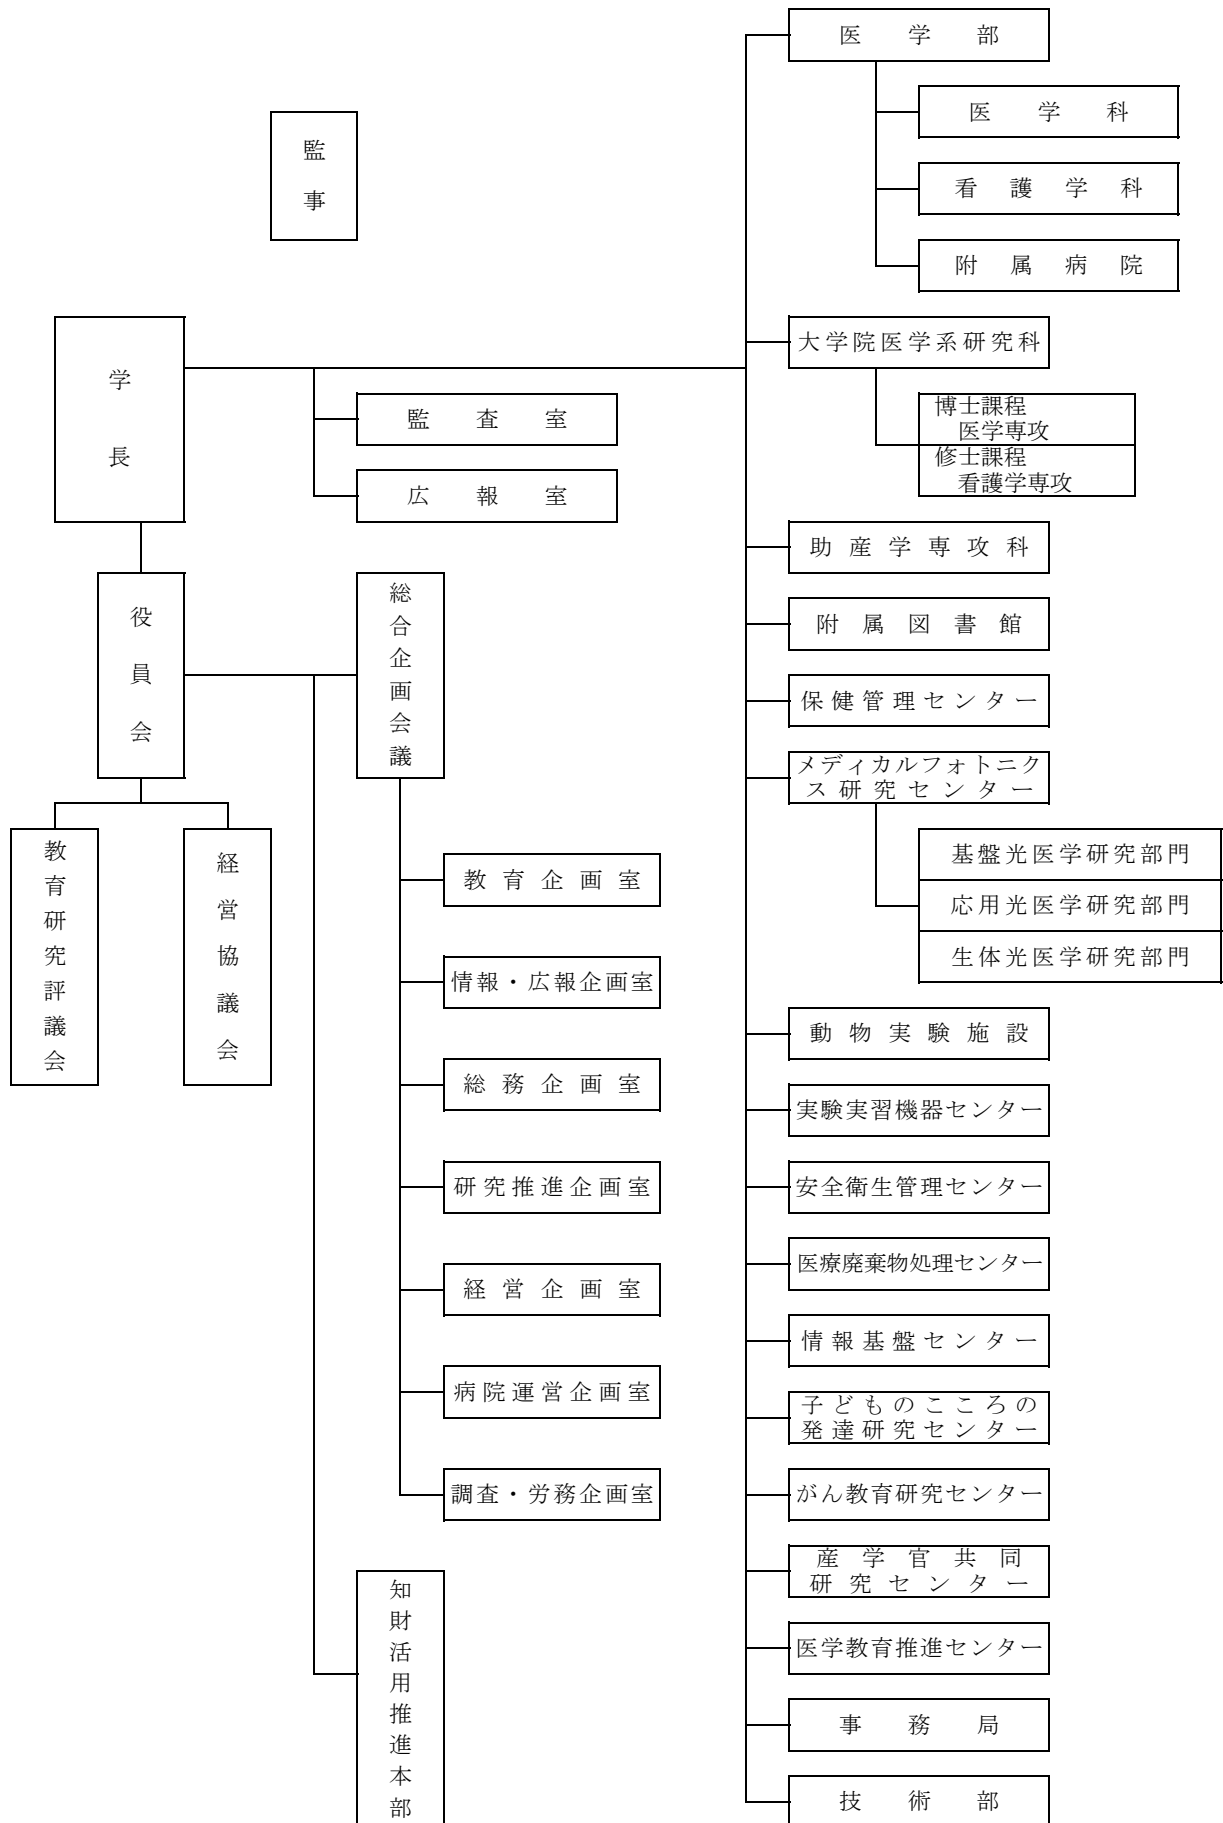 監事
学長
監査室
広報室
役員会
総合企画会議
教育研究評議会
経営協議会
教育企画室
情報・広報企画室
総務企画室
研究推進企画室
経営企画室
病院運営企画室
調査・労務企画室
知財活用推進本部
医学部
医学科
看護学科
附属病院
大学院医学系研究科
博士課程
医学専攻
修士課程
看護学専攻
助産学専攻科
附属図書館
保健管理センター
メディカルフォトニク
ス研究センター
基盤光医学研究部門
応用光医学研究部門
生体光医学研究部門
動物実験施設
実験実習機器センター
安全衛生管理センター
医療廃棄物処理センター
情報基盤センター
子どものこころの
発達研究センター
がん教育研究センター
産学官共同
研究センター
医学教育推進センター
事務局
技術部